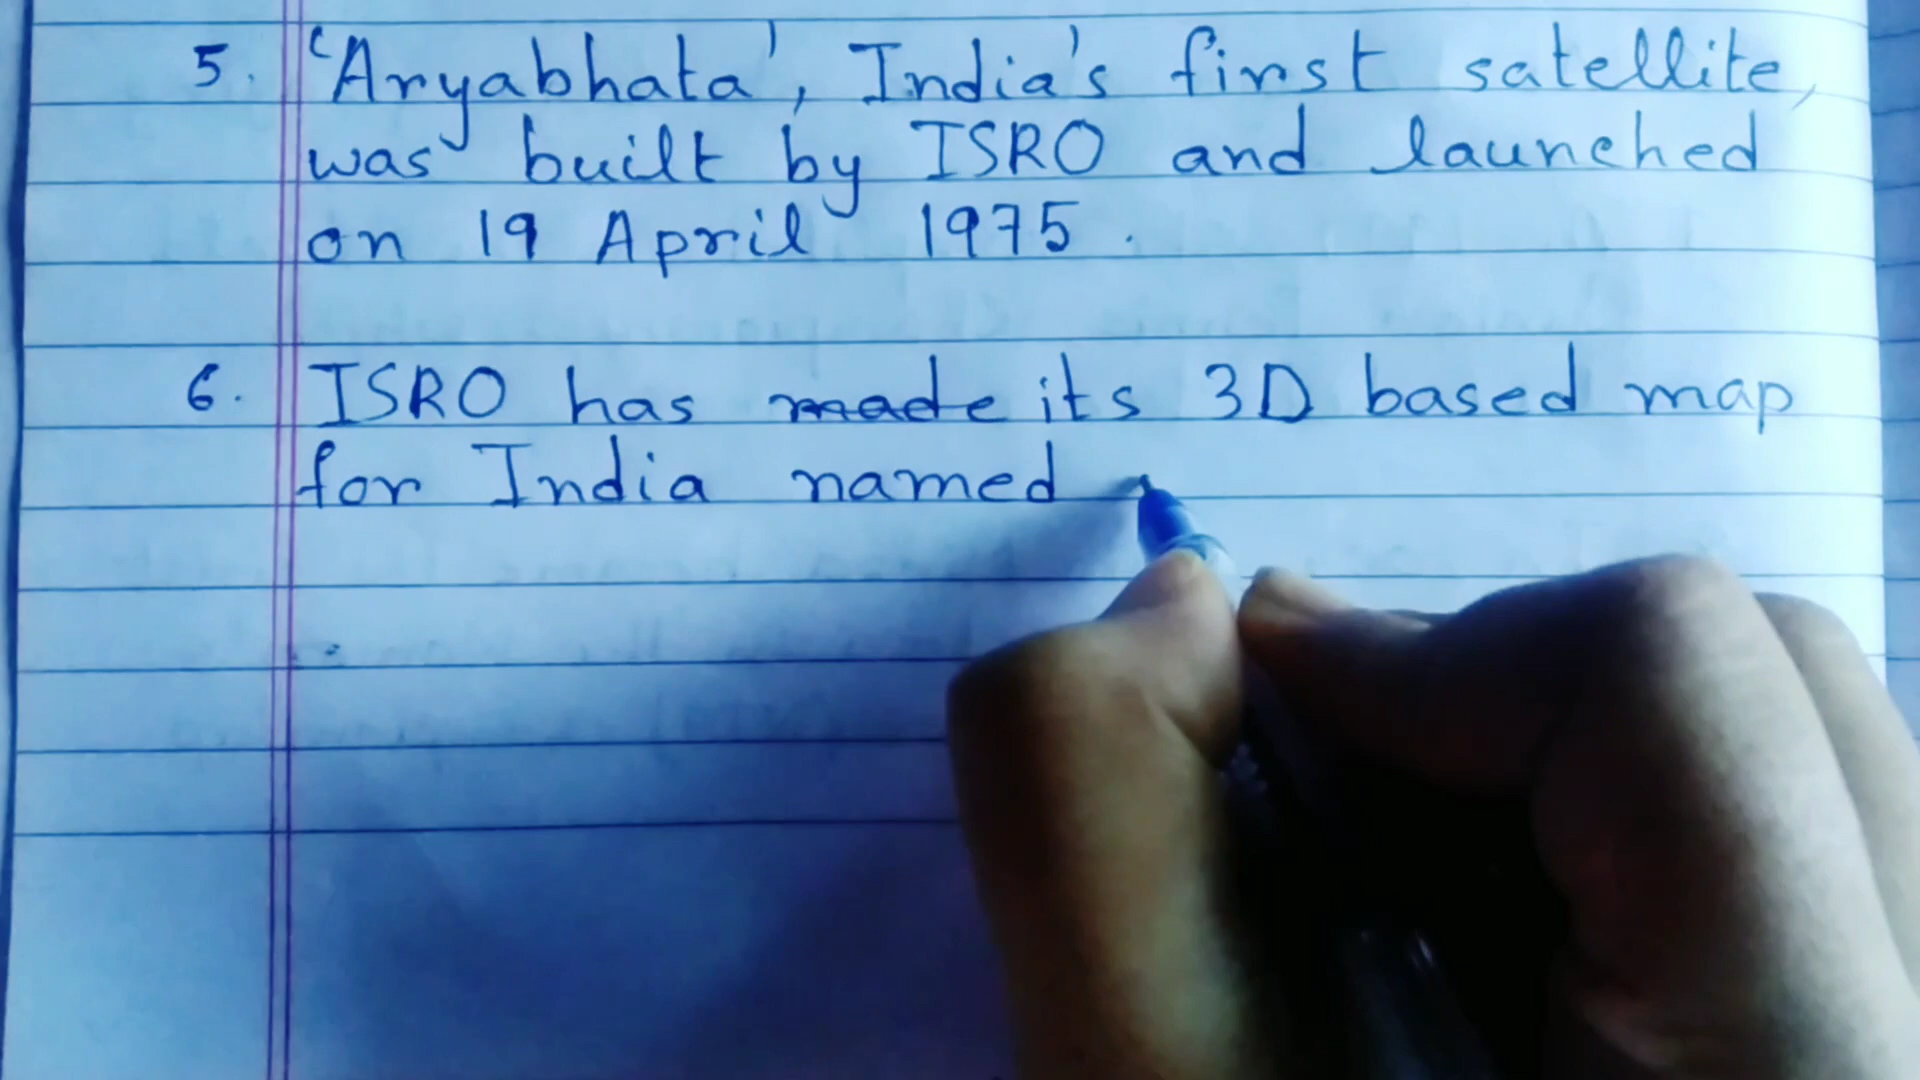 5. 'Aryabhata', India's first satellite,
was built by ISRO and launched
on 19 April 1975.
6. ISRO has made its 3D based map
for India named